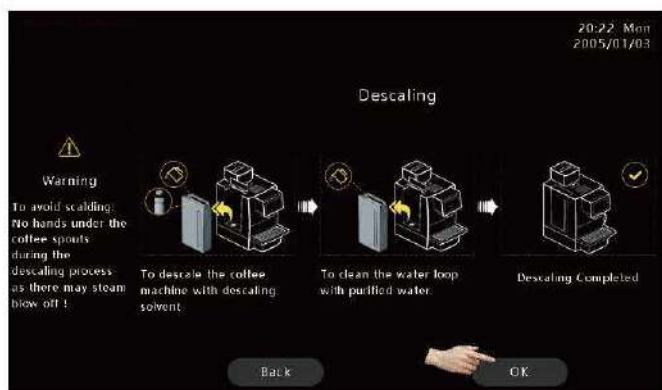 20:22 Mon
2005/01/03
Descaling
Warning
To avoid scalding:
No hands under the
coffee spouts
during the
descaling process
as there may steam
blow off !
To descale the coffee
machine with descaling
solvent
To clean the water loop
with purified water.
Descaling Completed
Back
OK